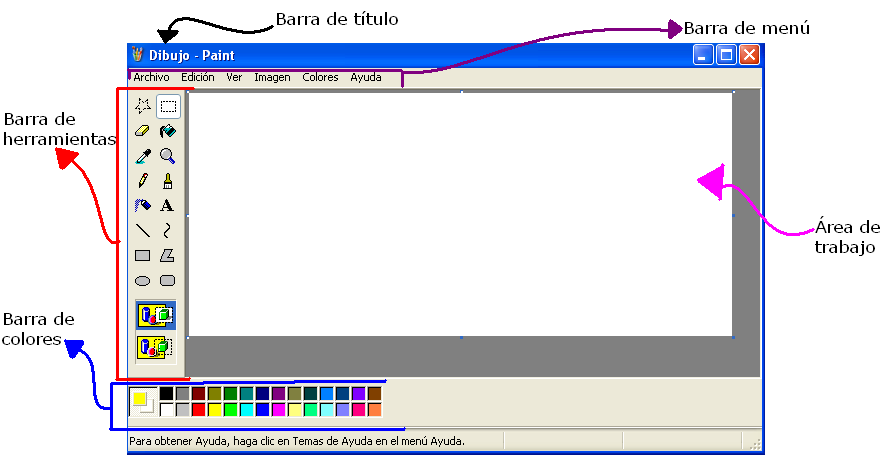 Barra de título
Barra de menú
Dibujo - Paint
Archivo Edición Ver Imagen Colores Ayuda
Barra de
herramientas
A
Área de
trabajo
Barra de
colores
Para obtener Ayuda, haga clic en Temas de Ayuda en el menú Ayuda.